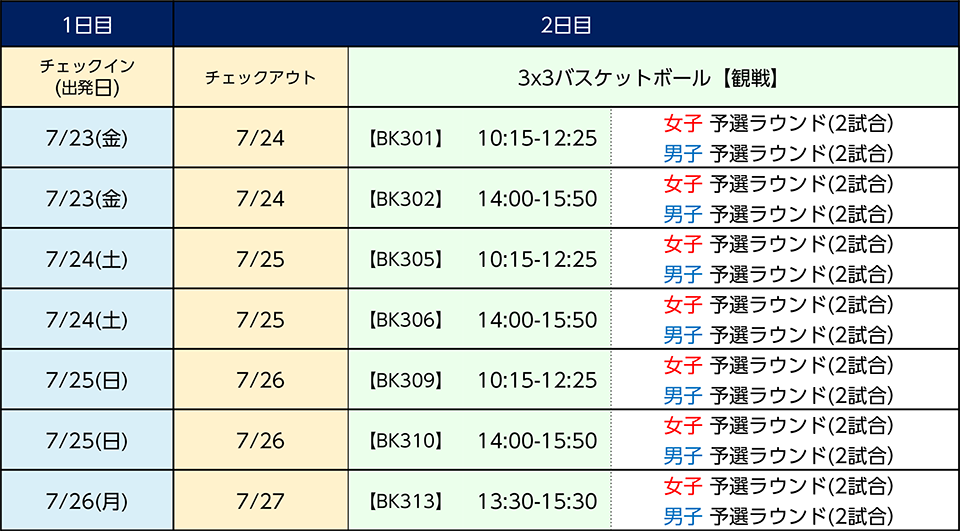 1日目 2日目
チェックイン
(出発日) チェックアウト 3x3バスケットボール【観戦】
7/23(金) 7/24 【BK301】 10:15-12:25 女子 予選ラウンド(2試合)
男子 予選ラウンド(2試合)
7/23(金) 7/24 【BK302】 14:00-15:50 女子 予選ラウンド(2試合)
男子 予選ラウンド(2試合)
7/24(土) 7/25 【BK305】 10:15-12:25 女子 予選ラウンド(2試合)
男子 予選ラウンド(2試合)
7/24(土) 7/25 【BK306】 14:00-15:50 女子 予選ラウンド(2試合)
男子 予選ラウンド(2試合)
7/25(日) 7/26 【BK309】 10:15-12:25 女子 予選ラウンド(2試合)
男子 予選ラウンド(2試合)
7/25(日) 7/26 【BK310】 14:00-15:50 女子 予選ラウンド(2試合)
男子 予選ラウンド(2試合)
7/26(月) 7/27 【BK313】 13:30-15:30 女子 予選ラウンド(2試合)
男子 予選ラウンド(2試合)